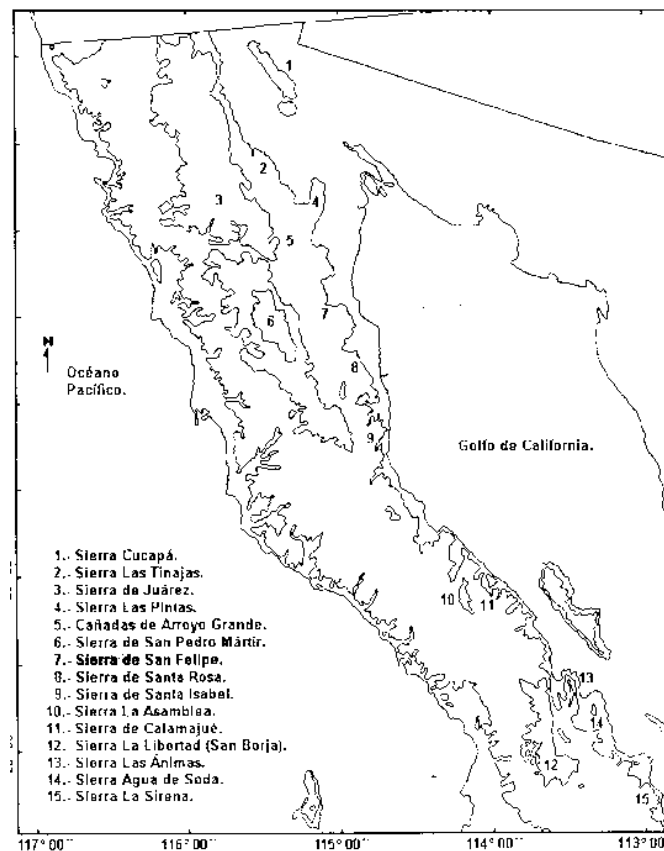 1
2
3
4
5
6
7
8
9
10
11
12
13
14
15
N
Océano
Pacífico.
Golfo de California.
1.- Sierra Cucapá.
2.- Sierra Las Tinajas.
3.- Sierra de Juárez.
4.- Sierra Las Pintas.
5.- Cañadas de Arroyo Grande.
6.- Sierra de San Pedro Mártir.
7.- Sierra de San Felipe.
8.- Sierra de Santa Rosa.
9.- Sierra de Santa Isabel.
10.- Sierra La Asamblea.
11.- Sierra de Calamajué.
12.- Sierra La Libertad (San Borja).
13.- Sierra Las Ánimas.
14.- Sierra Agua de Soda.
15.- Sierra La Sirena.
117°00'' 116°00'' 115°00'' 114°00'' 113°00''